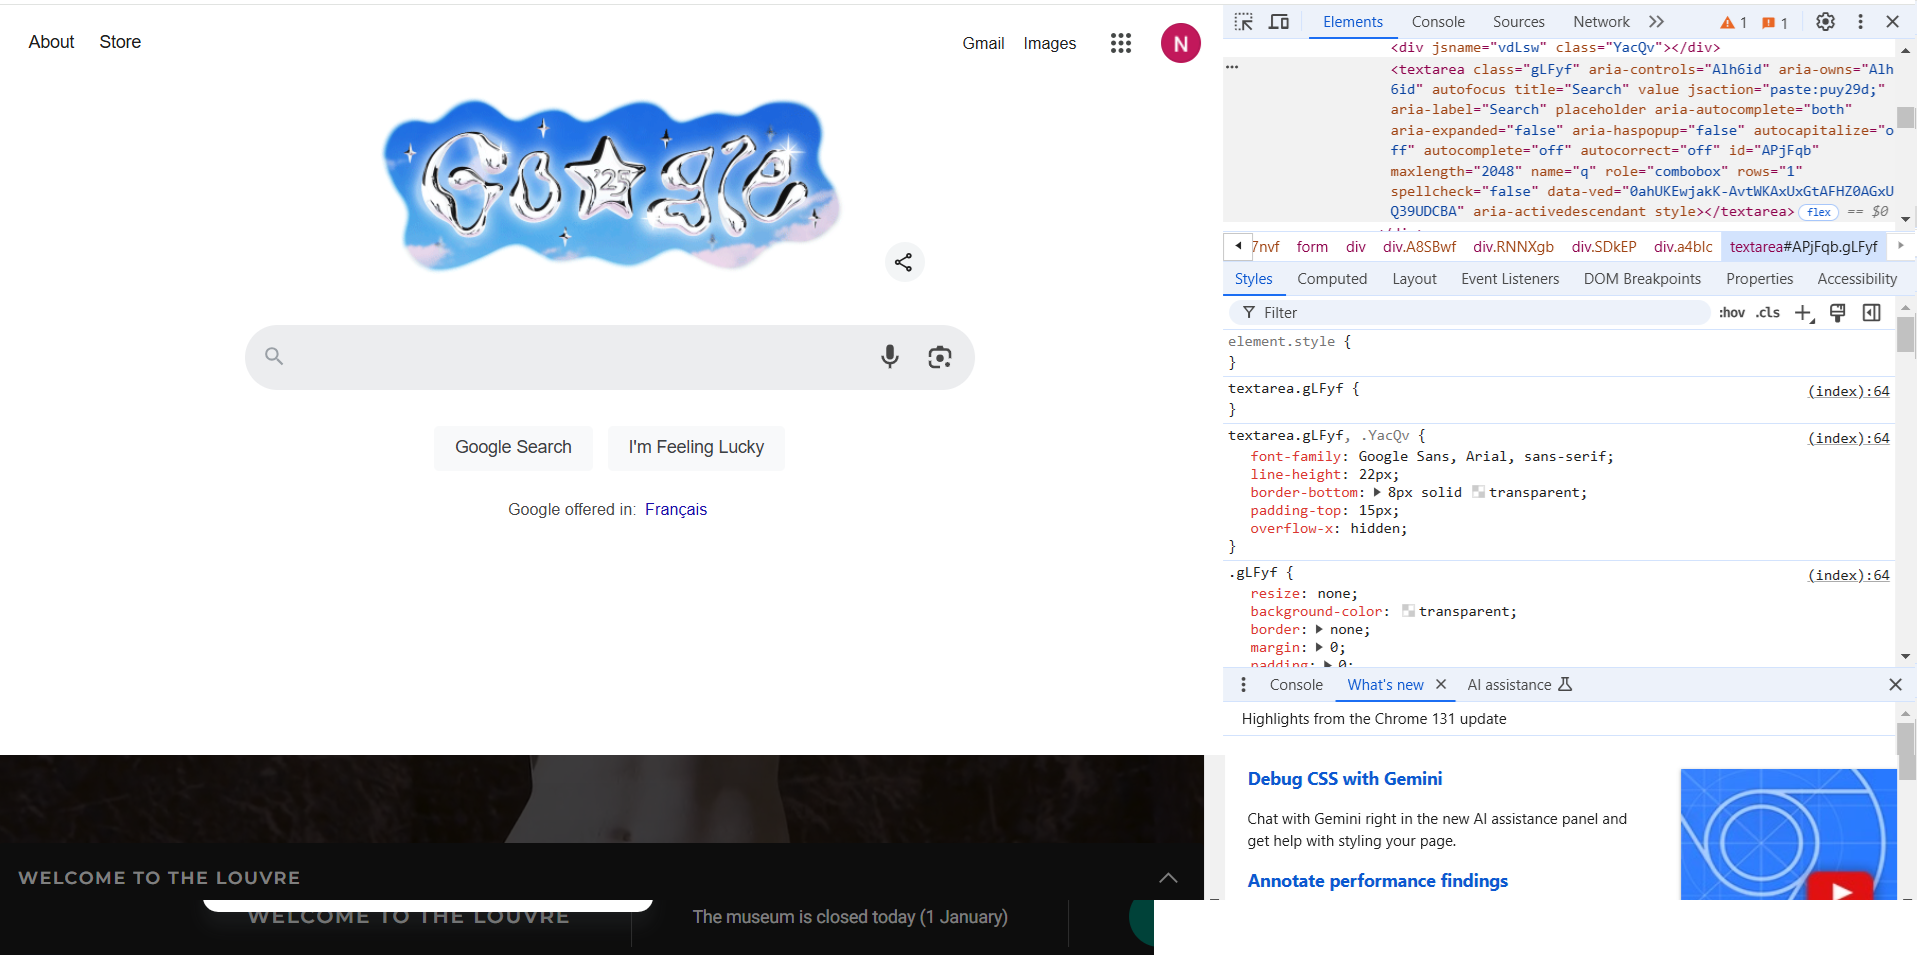 About Store
Gmail Images
N
Google
'25
Google Search I'm Feeling Lucky
Google offered in: Français
WELCOME TO THE LOUVRE
WELCOME TO THE LOUVRE The museum is closed today (1 January)
Elements Console Sources Network 1 1
<div jsname="vdLsw" class="YacQv"></div>
<textarea class="gLFyf" aria-controls="Alh6id" aria-owns="Alh
6id" autofocus title="Search" value jsaction="paste:puy29d;"
aria-label="Search" placeholder aria-autocomplete="both"
aria-expanded="false" aria-haspopup="false" autocapitalize="o
ff" autocomplete="off" autocorrect="off" id="APjFqb"
maxlength="2048" name="q" role="combobox" rows="1"
spellcheck="false" data-ved="0ahUKEwjakK-AvtWKAxUxGtAFHZ0AGxU
Q39UDCBA" aria-activedescendant style></textarea> flex == $0
7nvf form div div.A8SBwf div.RNNXgb div.SDkEP div.a4bIc textarea#APjFqb.gLFyf
Styles Computed Layout Event Listeners DOM Breakpoints Properties Accessibility
Filter :hov .cls
element.style {
}
textarea.gLFyf { (index):64
}
textarea.gLFyf, .YacQv { (index):64
font-family: Google Sans, Arial, sans-serif;
line-height: 22px;
border-bottom: 8px solid transparent;
padding-top: 15px;
overflow-x: hidden;
}
.gLFyf { (index):64
resize: none;
background-color: transparent;
border: none;
margin: 0;
padding: 0;
Console What's new AI assistance
Highlights from the Chrome 131 update
Debug CSS with Gemini
Chat with Gemini right in the new AI assistance panel and
get help with styling your page.
Annotate performance findings